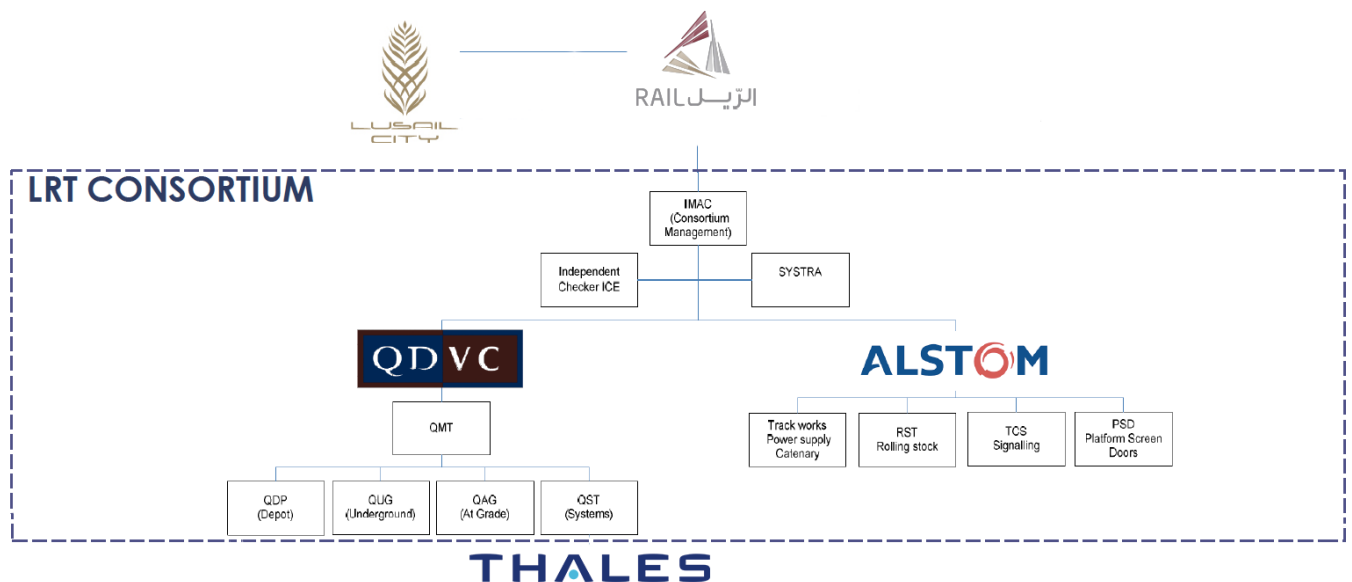 LUSAIL
CITY
RAIL الريــل
LRT CONSORTIUM
IMAC
(Consortium
Management)
Independent
Checker ICE
SYSTRA
QDVC
ALSTOM
QMT
Track works
Power supply
Catenary
RST
Rolling stock
TCS
Signalling
PSD
Platform Screen
Doors
QDP
(Depot)
QUG
(Underground)
QAG
(At Grade)
QST
(Systems)
THALES